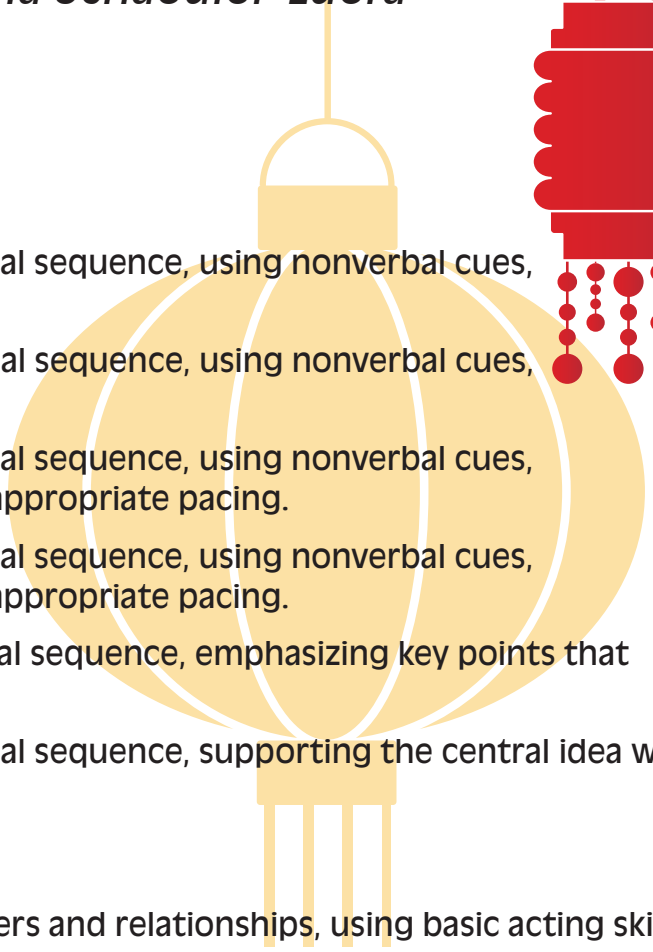 al sequence, using nonverbal cues,
al sequence, using nonverbal cues,
al sequence, using nonverbal cues,
appropriate pacing.
al sequence, using nonverbal cues,
appropriate pacing.
al sequence, emphasizing key points that
al sequence, supporting the central idea w
ers and relationships, using basic acting ski